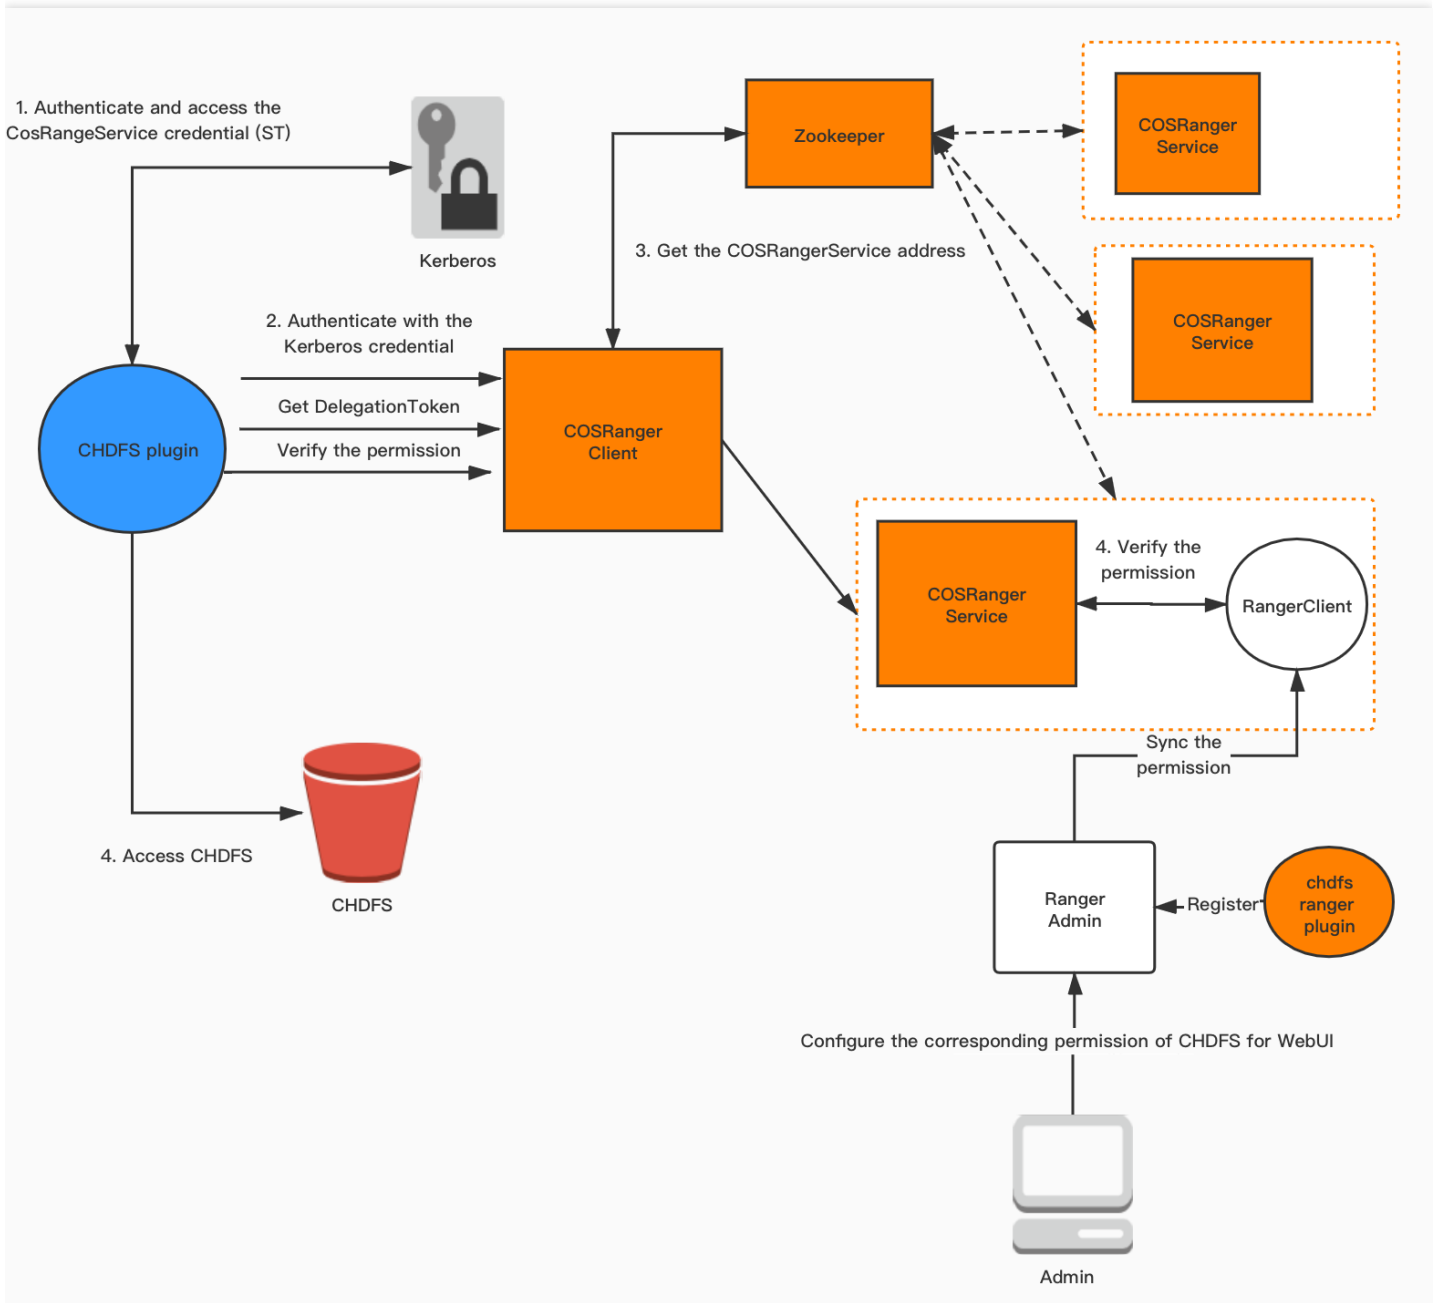 1. Authenticate and access the
CosRangeService credential (ST)
Kerberos
Zookeeper
COSRanger
Service
3. Get the COSRangerService address
COSRanger
Service
2. Authenticate with the
Kerberos credential
Get DelegationToken
Verify the permission
CHDFS plugin
COSRanger
Client
COSRanger
Service
4. Verify the
permission
RangerClient
Sync the
permission
4. Access CHDFS
CHDFS
Ranger
Admin
Register
chdfs
ranger
plugin
Configure the corresponding permission of CHDFS for WebUI
Admin